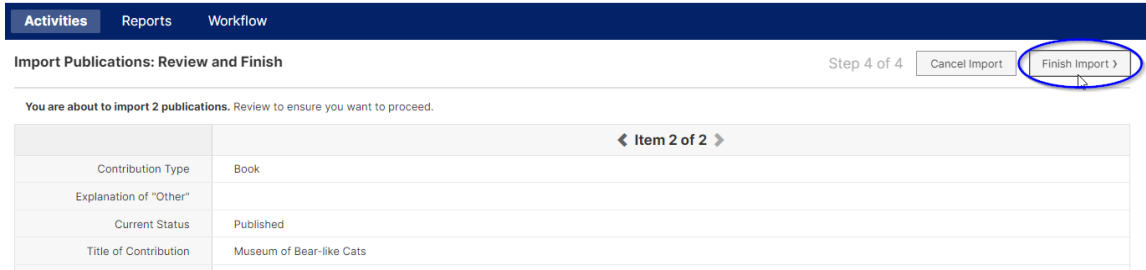 Activities Reports Workflow
Import Publications: Review and Finish Step 4 of 4 Cancel Import Finish Import ›
You are about to import 2 publications. Review to ensure you want to proceed.
Item 2 of 2
Contribution Type Book
Explanation of "Other"
Current Status Published
Title of Contribution Museum of Bear-like Cats